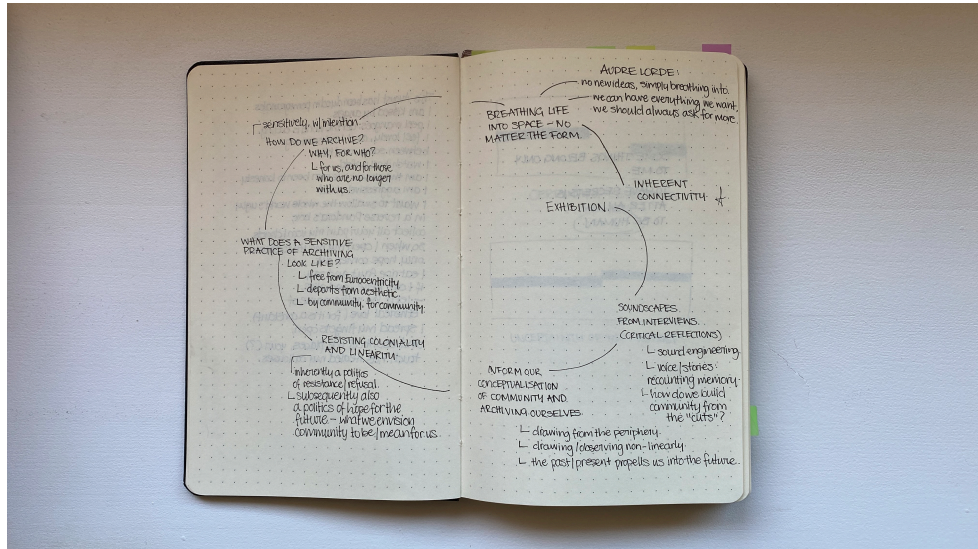 sensitively, w/intention
HOW DO WE ARCHIVE?
WHY, FOR WHO?
for us, and for those
who are no longer
with us.
WHAT DOES A SENSITIVE
PRACTICE OF ARCHIVING
LOOK LIKE?
free from Eurocentricity.
departs from aesthetic.
by community, for community.
RESISTING COLONIALITY
AND LINEARITY
inherently a politics
of resistance/refusal.
subsequently also
a politics of hope for the
future – what we envision
community to be/mean for us.
AUDRE LORDE:
no new ideas, simply breathing into.
we can have everything we want,
we should always ask for more.
BREATHING LIFE
INTO SPACE – NO
MATTER THE FORM.
INHERENT
CONNECTIVITY
EXHIBITION
SOUNDSCAPES
FROM INTERVIEWS.
(CRITICAL REFLECTIONS)
sound engineering.
voice/stories:
recounting memory.
how do we build
community from
the "cuts"?
INFORM OUR
CONCEPTUALISATION
OF COMMUNITY AND
ARCHIVING OURSELVES.
drawing from the periphery.
drawing/observing non-linearly.
the past/present propells us into the future.